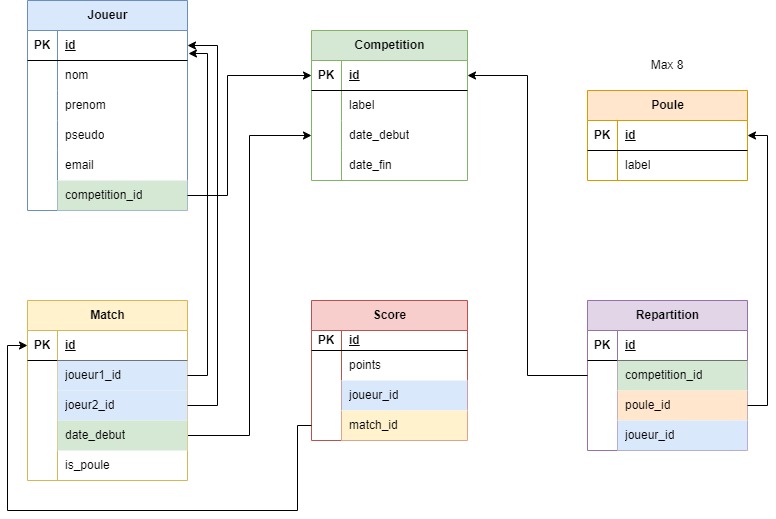 Joueur
PK id
nom
prenom
pseudo
email
competition_id
Competition
PK id
label
date_debut
date_fin
Max 8
Poule
PK id
label
Match
PK id
joueur1_id
joeur2_id
date_debut
is_poule
Score
PK id
points
joueur_id
match_id
Repartition
PK id
competition_id
poule_id
joueur_id